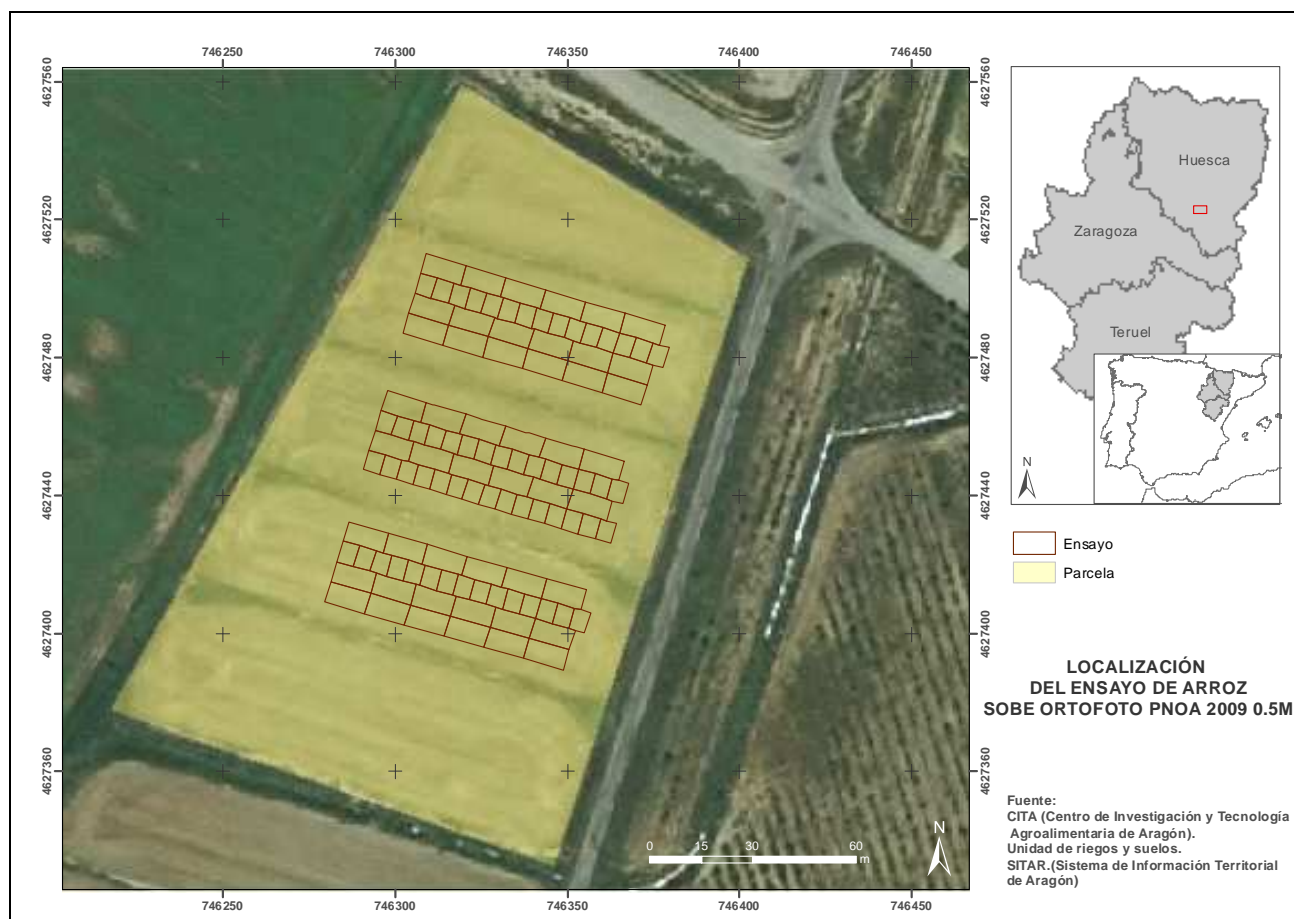 746250 746300 746350 746400 746450
4627560 4627560
4627520 4627520
4627480 4627480
4627440 4627440
4627400 4627400
4627360 4627360
746250 746300 746350 746400 746450
0 15 30 60
m
N
Huesca
Zaragoza
Teruel
N
Ensayo
Parcela
LOCALIZACIÓN
DEL ENSAYO DE ARROZ
SOBE ORTOFOTO PNOA 2009 0.5M
Fuente:
CITA (Centro de Investigación y Tecnología
Agroalimentaria de Aragón).
Unidad de riegos y suelos.
SITAR.(Sistema de Información Territorial
de Aragón)